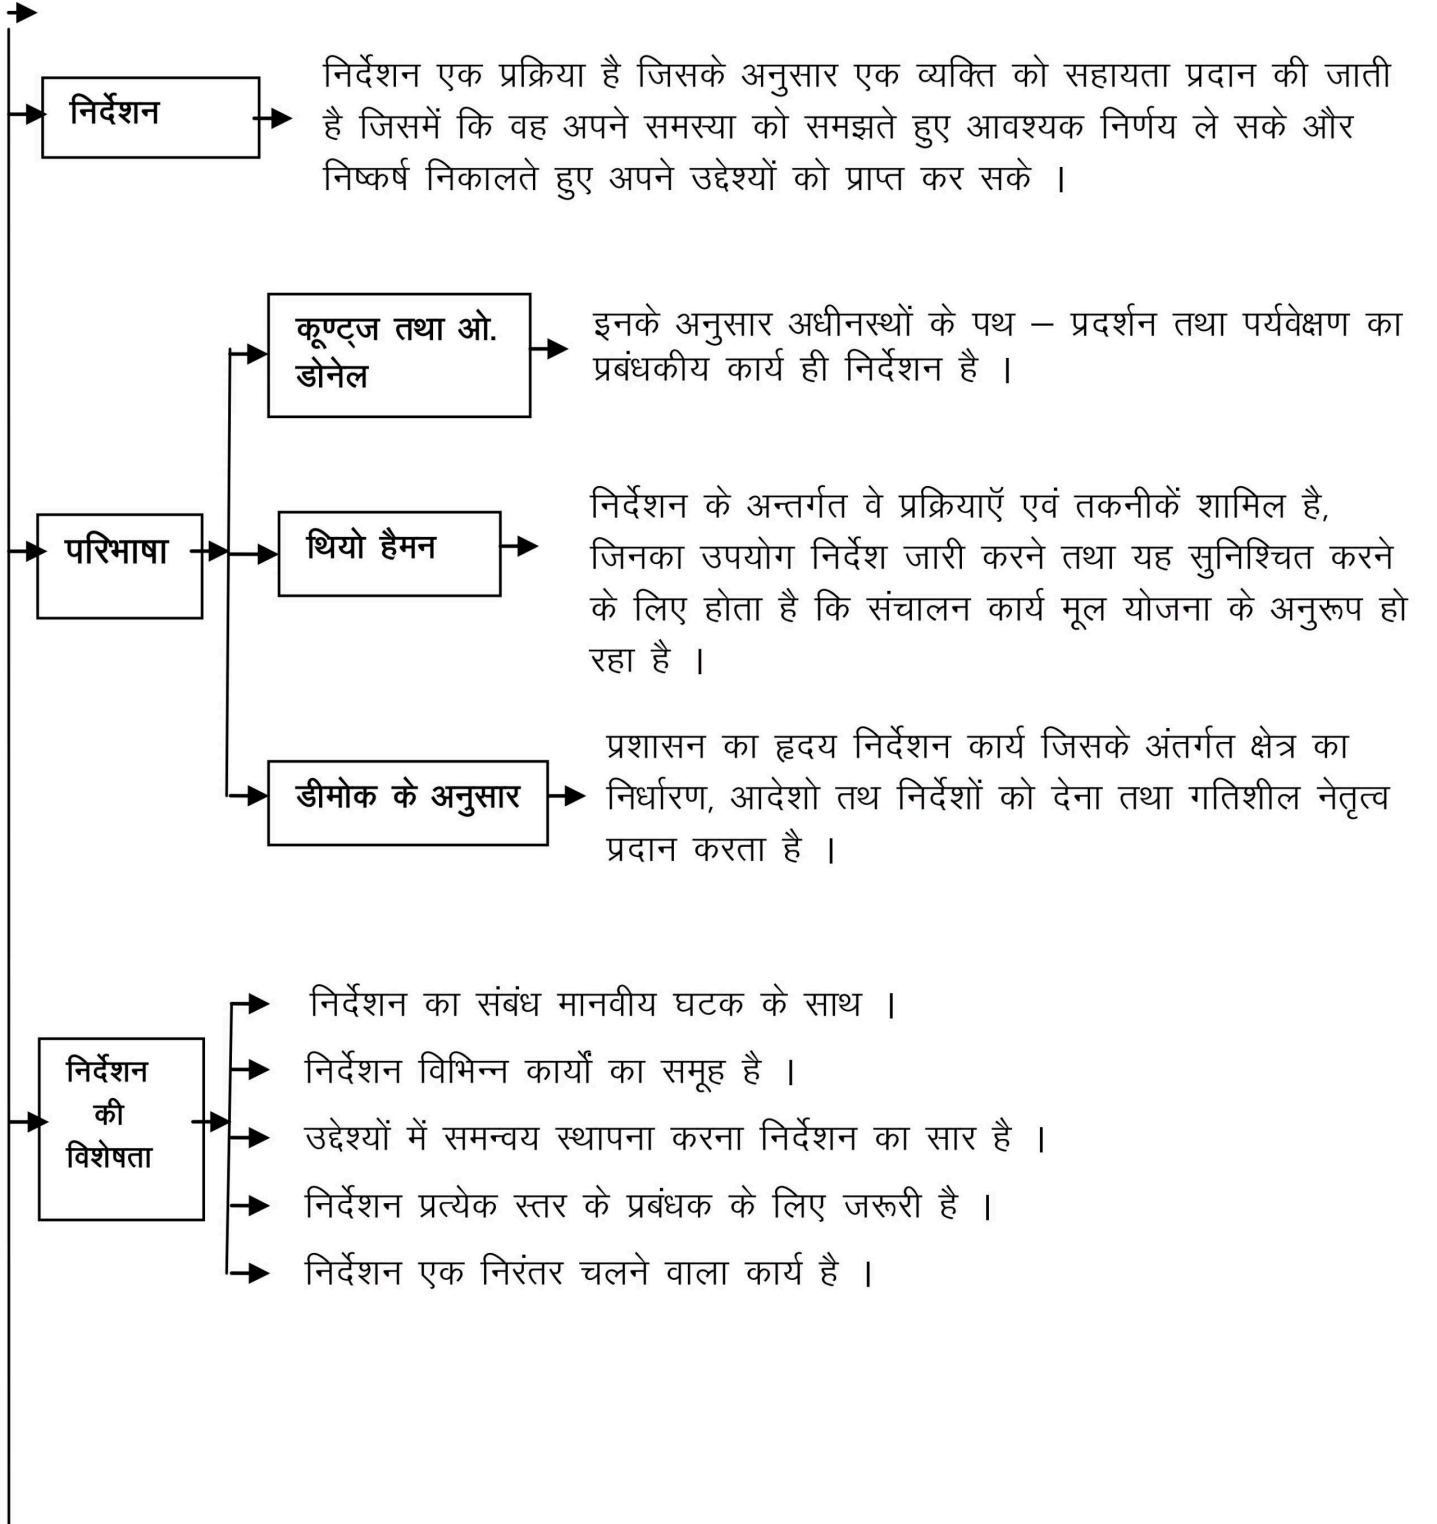 निर्देशन
निर्देशन एक प्रक्रिया है जिसके अनुसार एक व्यक्ति को सहायता प्रदान की जाती
है जिसमें कि वह अपने समस्या को समझते हुए आवश्यक निर्णय ले सके और
निष्कर्ष निकालते हुए अपने उद्देश्यों को प्राप्त कर सके ।
परिभाषा
कूण्ट्ज तथा ओ.
डोनेल
इनके अनुसार अधीनस्थों के पथ – प्रदर्शन तथा पर्यवेक्षण का
प्रबंधकीय कार्य ही निर्देशन है ।
थियो हैमन
निर्देशन के अन्तर्गत वे प्रक्रियाऍ एवं तकनीकें शामिल है,
जिनका उपयोग निर्देश जारी करने तथा यह सुनिश्चित करने
के लिए होता है कि संचालन कार्य मूल योजना के अनुरूप हो
रहा है ।
डीमोक के अनुसार
प्रशासन का हृदय निर्देशन कार्य जिसके अंतर्गत क्षेत्र का
निर्धारण, आदेशो तथ निर्देशों को देना तथा गतिशील नेतृत्व
प्रदान करता है ।
निर्देशन
की
विशेषता
निर्देशन का संबंध मानवीय घटक के साथ ।
निर्देशन विभिन्न कार्यों का समूह है ।
उद्देश्यों में समन्वय स्थापना करना निर्देशन का सार है ।
निर्देशन प्रत्येक स्तर के प्रबंधक के लिए जरूरी है ।
निर्देशन एक निरंतर चलने वाला कार्य है ।